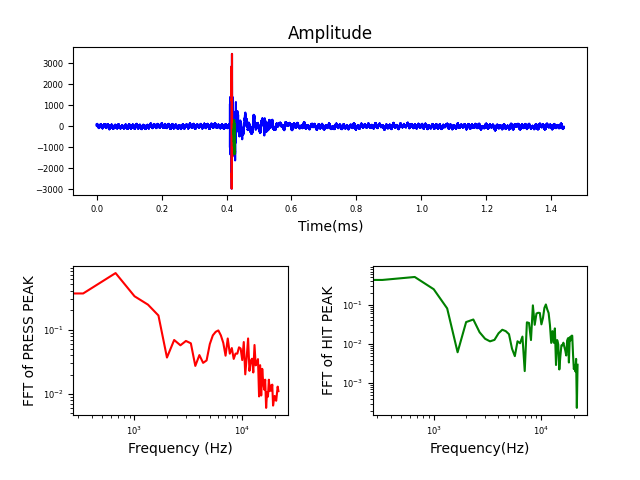 Amplitude
3000
2000
1000
0
−1000
−2000
−3000
0.0 0.2 0.4 0.6 0.8 1.0 1.2 1.4
Time(ms)
FFT of PRESS PEAK
10⁻¹
10⁻²
10³ 10⁴
Frequency (Hz)
FFT of HIT PEAK
10⁻¹
10⁻²
10⁻³
10³ 10⁴
Frequency(Hz)